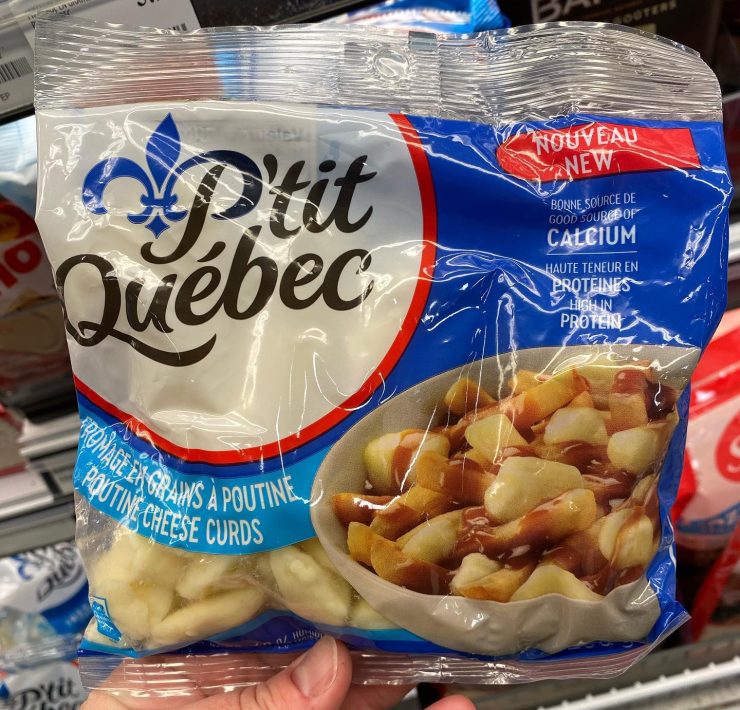 P'tit
Québec
NOUVEAU
NEW
BONNE SOURCE DE
GOOD SOURCE OF
CALCIUM
HAUTE TENEUR EN
PROTÉINES
HIGH IN
PROTEIN
FROMAGE EN GRAINS À POUTINE
POUTINE CHEESE CURDS
P'tit